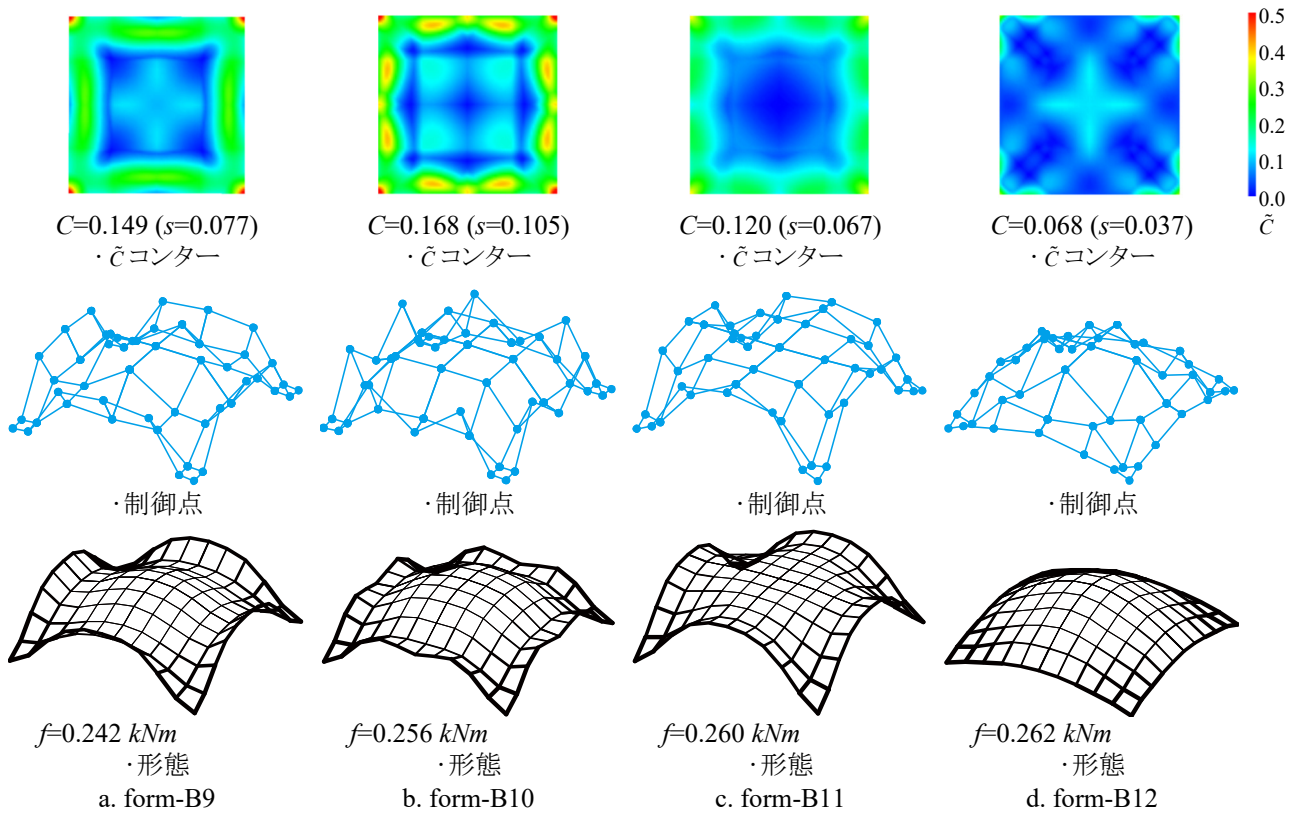 0.5
0.4
0.3
0.2
0.1
0.0
C̃
C=0.149 (s=0.077)
・C̃コンター
C=0.168 (s=0.105)
・C̃コンター
C=0.120 (s=0.067)
・C̃コンター
C=0.068 (s=0.037)
・C̃コンター
・制御点
・制御点
・制御点
・制御点
f=0.242 kNm
・形態
a. form-B9
f=0.256 kNm
・形態
b. form-B10
f=0.260 kNm
・形態
c. form-B11
f=0.262 kNm
・形態
d. form-B12